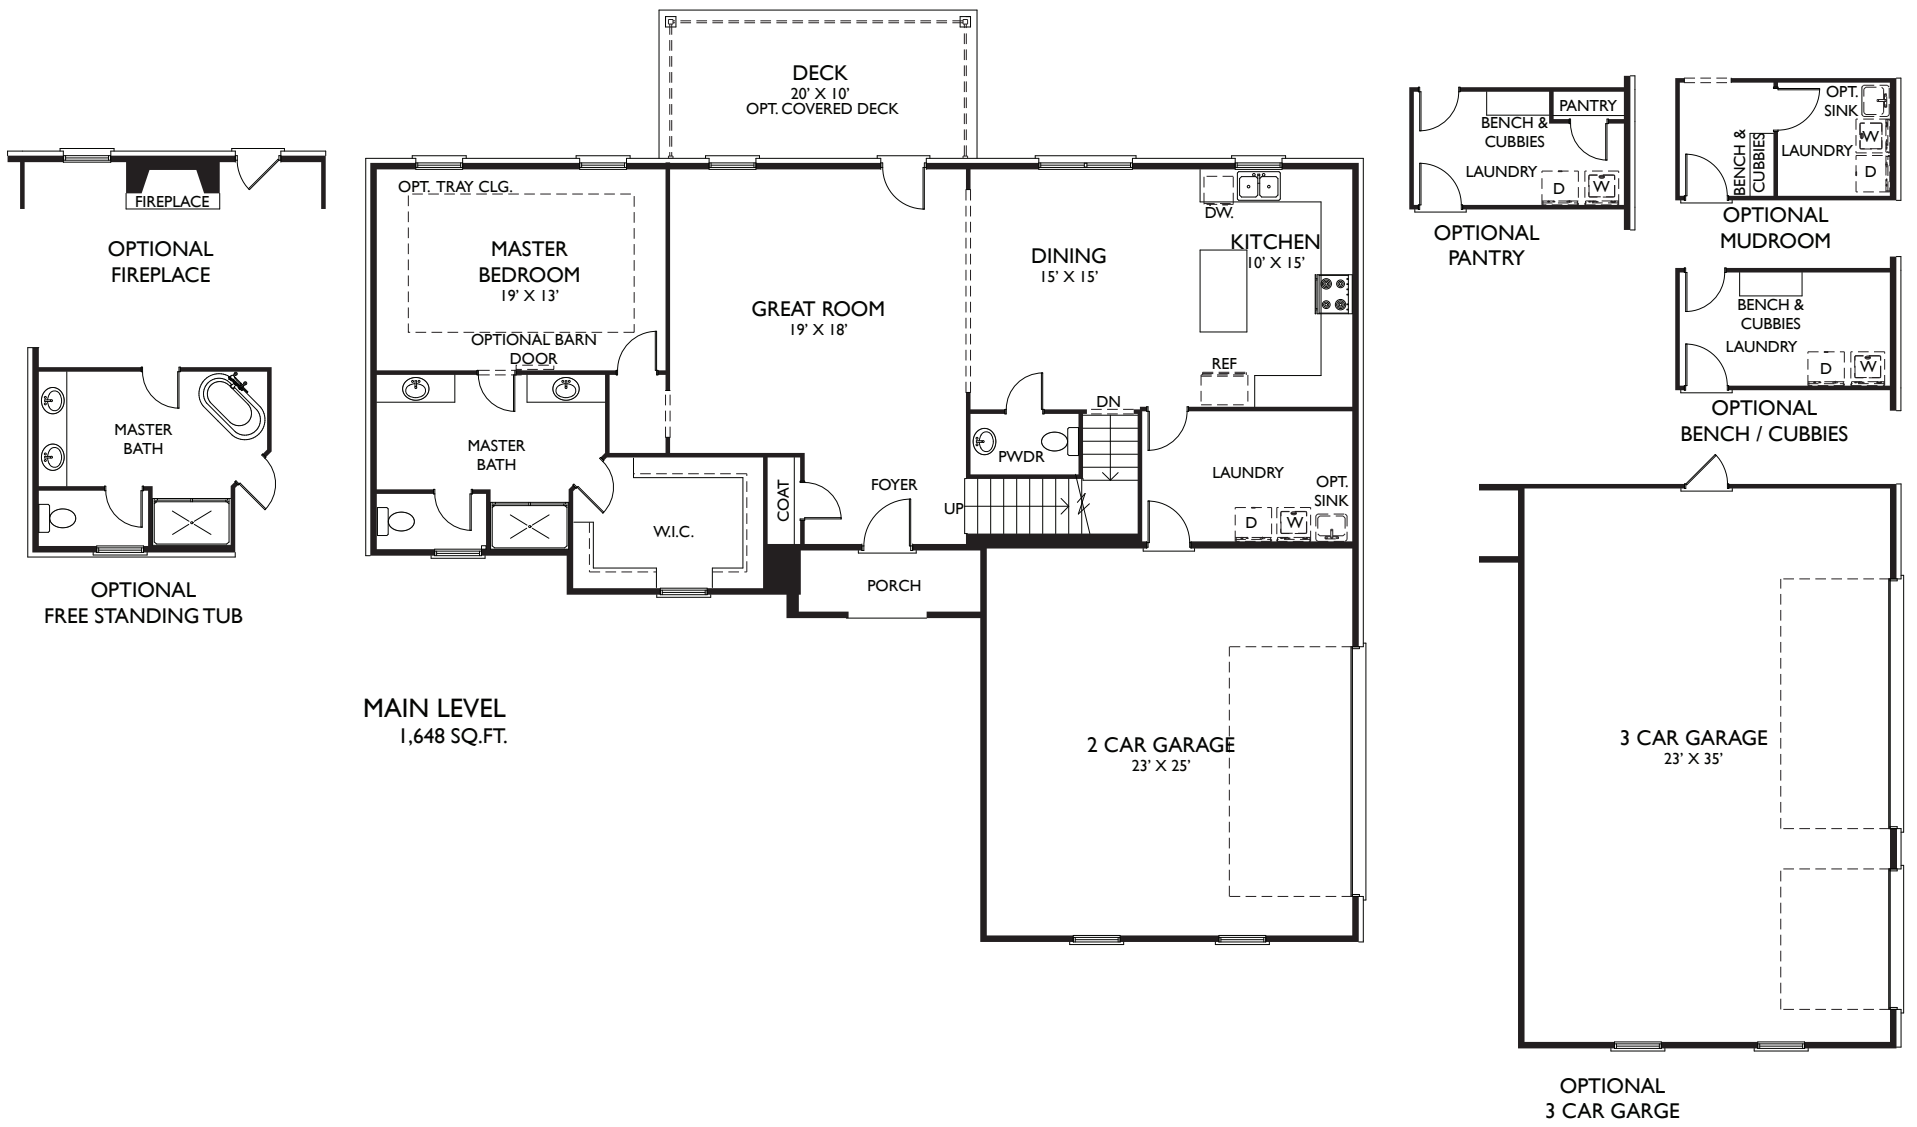 DECK
20' X 10'
OPT. COVERED DECK
FIREPLACE
OPTIONAL
FIREPLACE
MASTER
BATH
OPTIONAL
FREE STANDING TUB
OPT. TRAY CLG.
MASTER
BEDROOM
19' X 13'
OPTIONAL BARN
DOOR
MASTER
BATH
W.I.C.
COAT
GREAT ROOM
19' X 18'
FOYER
UP
PORCH
DINING
15' X 15'
DW.
KITCHEN
10' X 15'
REF
DN
PWDR
LAUNDRY
OPT.
SINK
D
W
MAIN LEVEL
1,648 SQ.FT.
2 CAR GARAGE
23' X 25'
PANTRY
BENCH &
CUBBIES
LAUNDRY
D
W
OPTIONAL
PANTRY
OPT.
SINK
W
BENCH &
CUBBIES
LAUNDRY
D
OPTIONAL
MUDROOM
BENCH &
CUBBIES
LAUNDRY
D
W
OPTIONAL
BENCH / CUBBIES
3 CAR GARAGE
23' X 35'
OPTIONAL
3 CAR GARGE